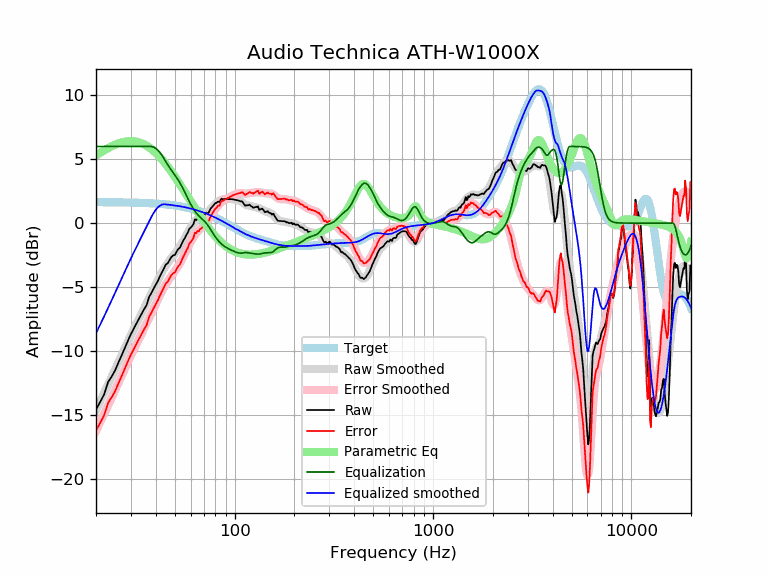 Audio Technica ATH-W1000X
10
5
0
−5
−10
−15
−20
Amplitude (dBr)
Target
Raw Smoothed
Error Smoothed
Raw
Error
Parametric Eq
Equalization
Equalized smoothed
100
1000
10000
Frequency (Hz)